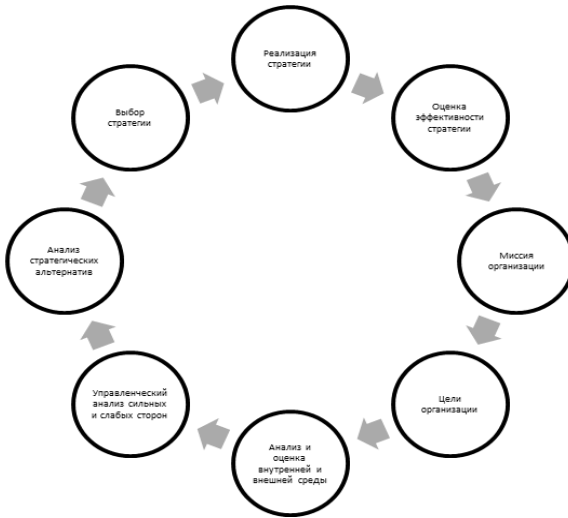 Реализация
стратегии
Оценка
эффективности
стратегии
Миссия
организации
Цели
организации
Анализ и
оценка
внутренней и
внешней среды
Управленческий
анализ сильных
и слабых сторон
Анализ
стратегических
альтернатив
Выбор
стратегии